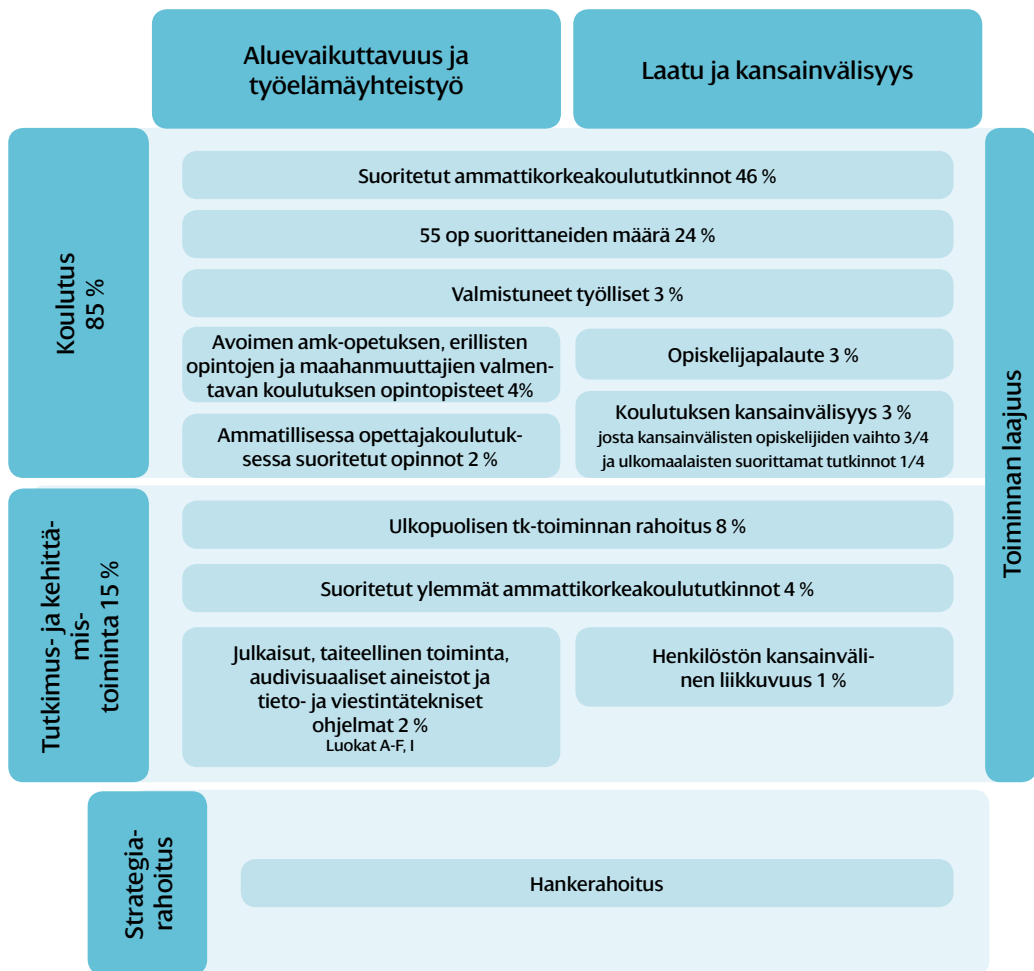 Aluevaikuttavuus ja
työelämäyhteistyö
Laatu ja kansainvälisyys
Koulutus
85 %
Suoritetut ammattikorkeakoulututkinnot 46 %
55 op suorittaneiden määrä 24 %
Valmistuneet työlliset 3 %
Avoimen amk-opetuksen, erillisten
opintojen ja maahanmuuttajien valmen-
tavan koulutuksen opintopisteet 4%
Opiskelijapalaute 3 %
Ammatillisessa opettajakoulutuk-
sessa suoritetut opinnot 2 %
Koulutuksen kansainvälisyys 3 %
josta kansainvälisten opiskelijoiden vaihto 3/4
ja ulkomaalaisten suorittamat tutkinnot 1/4
Toiminnan laajuus
Tutkimus- ja kehittä-
mis-
toiminta 15 %
Ulkopuolisen tk-toiminnan rahoitus 8 %
Suoritetut ylemmät ammattikorkeakoulututkinnot 4 %
Julkaisut, taiteellinen toiminta,
audivisuaaliset aineistot ja
tieto- ja viestintätekniset
ohjelmat 2 %
Luokat A-F, I
Henkilöstön kansainväli-
nen liikkuvuus 1 %
Strategia-
rahoitus
Hankerahoitus